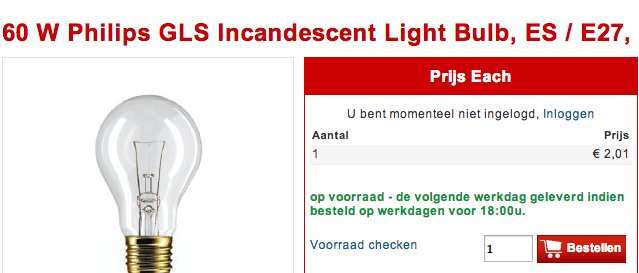 60 W Philips GLS Incandescent Light Bulb, ES / E27,
Prijs Each
U bent momenteel niet ingelogd, Inloggen
Aantal Prijs
1 € 2,01
op voorraad - de volgende werkdag geleverd indien
besteld op werkdagen voor 18:00u.
Voorraad checken 1 Bestellen